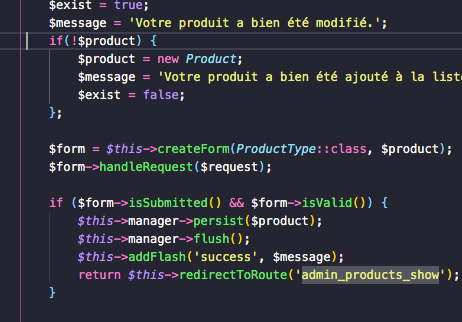 $exist = true;
$message = 'Votre produit a bien été modifié.';
if(!$product) {
$product = new Product;
$message = 'Votre produit a bien été ajouté à la list
$exist = false;
};
$form = $this->createForm(ProductType::class, $product);
$form->handleRequest($request);
if ($form->isSubmitted() && $form->isValid()) {
$this->manager->persist($product);
$this->manager->flush();
$this->addFlash('success', $message);
return $this->redirectToRoute('admin_products_show');
}